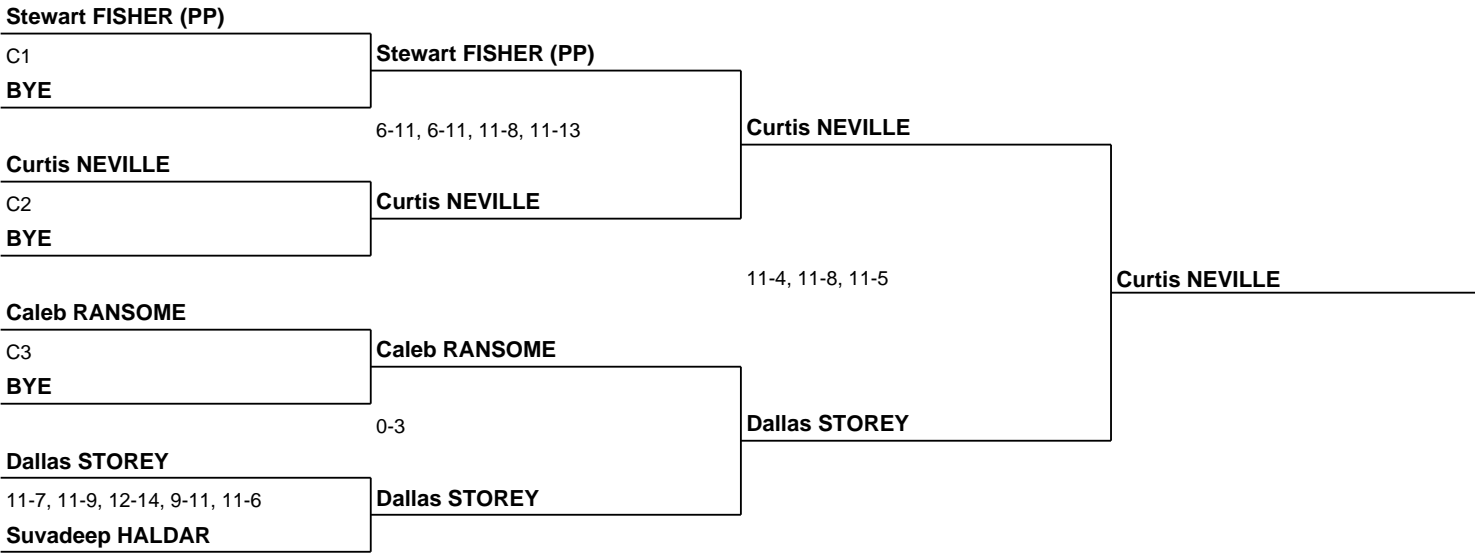 Stewart FISHER (PP)
C1
BYE
Stewart FISHER (PP)
6-11, 6-11, 11-8, 11-13
Curtis NEVILLE
Curtis NEVILLE
C2
BYE
Curtis NEVILLE
11-4, 11-8, 11-5
Curtis NEVILLE
Caleb RANSOME
C3
BYE
Caleb RANSOME
0-3
Dallas STOREY
Dallas STOREY
11-7, 11-9, 12-14, 9-11, 11-6
Suvadeep HALDAR
Dallas STOREY